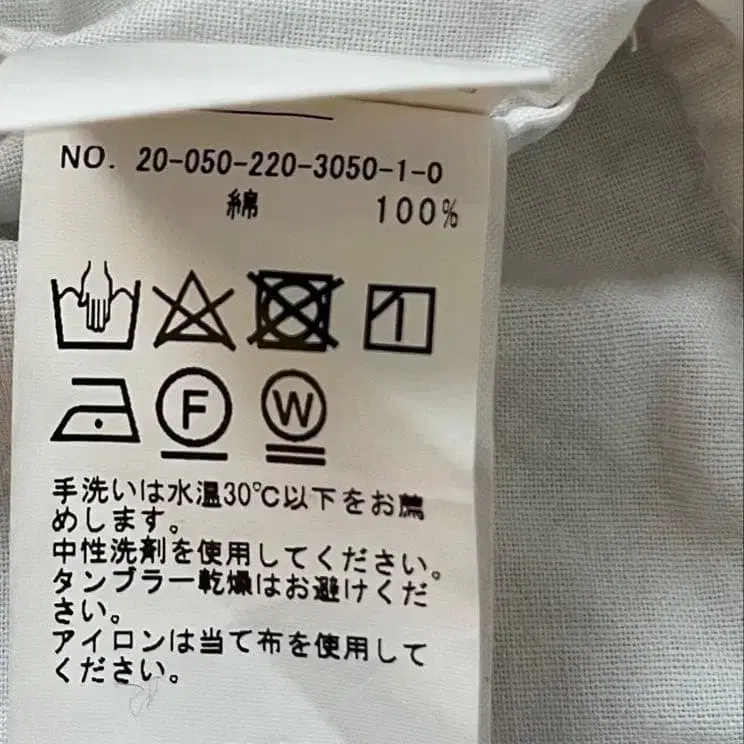 NO. 20-050-220-3050-1-0
綿 100%
F W
手洗いは水温30℃以下をお薦
めします。
中性洗剤を使用してください。
タンブラー乾燥はお避けくだ
さい。
アイロンは当て布を使用して
ください。